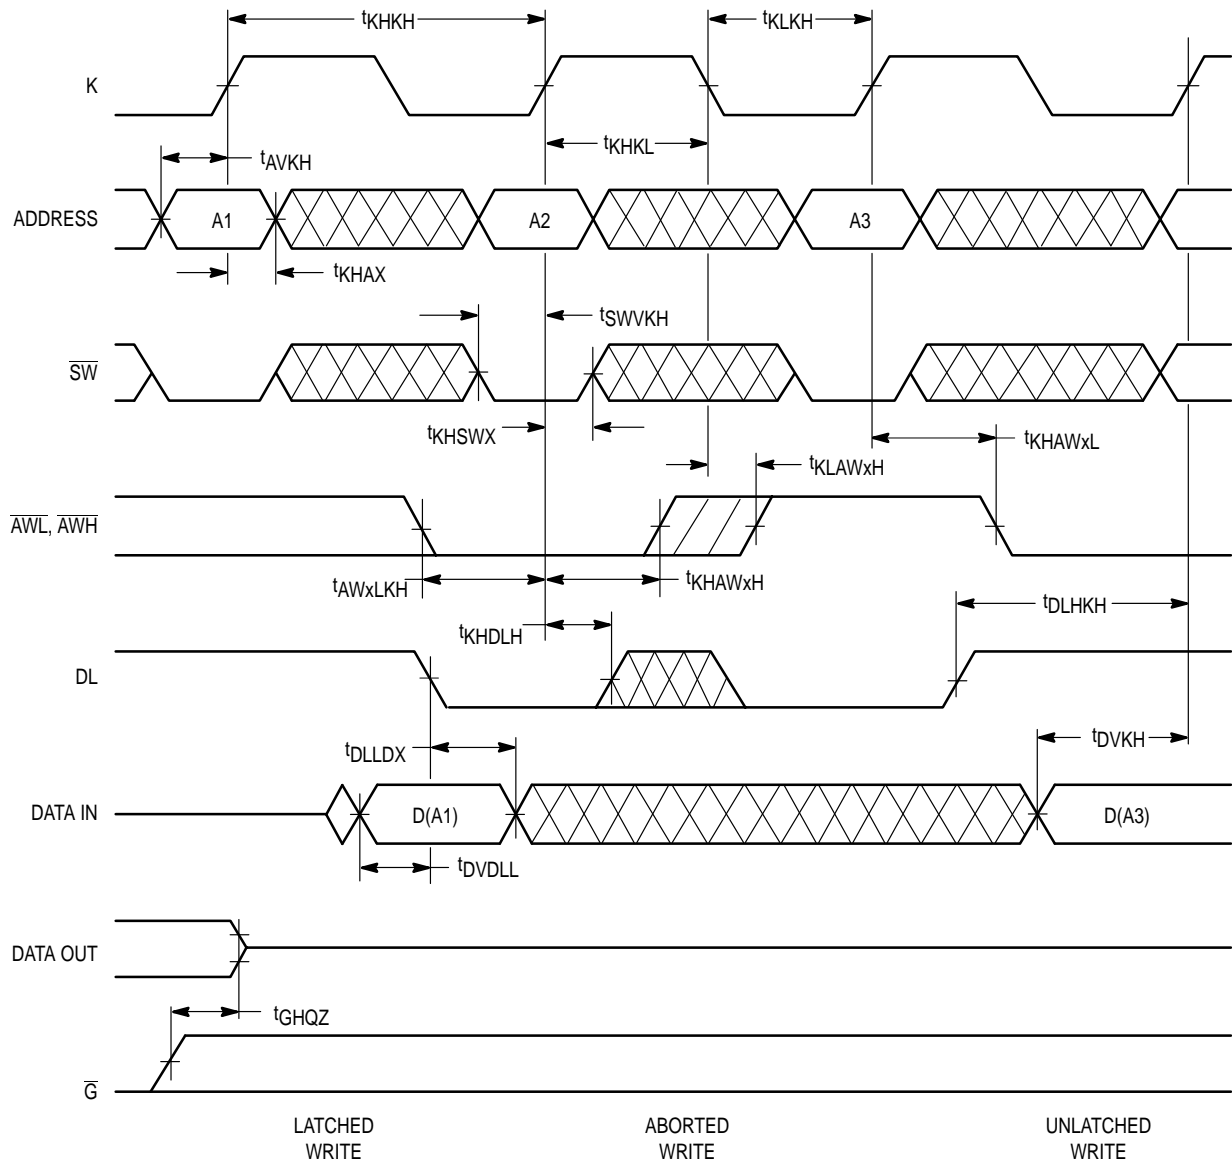 tKHKH
tKLKH
K
tKHKL
tAVKH
ADDRESS
A1
A2
A3
tKHAX
tSWVKH
SW
tKHSWX
tKHAWxL
tKLAWxH
AWL, AWH
tAWxLKH
tKHAWxH
tDLHKH
tKHDLH
DL
tDLLDX
tDVKH
DATA IN
D(A1)
D(A3)
tDVDLL
DATA OUT
tGHQZ
G
LATCHED
WRITE
ABORTED
WRITE
UNLATCHED
WRITE